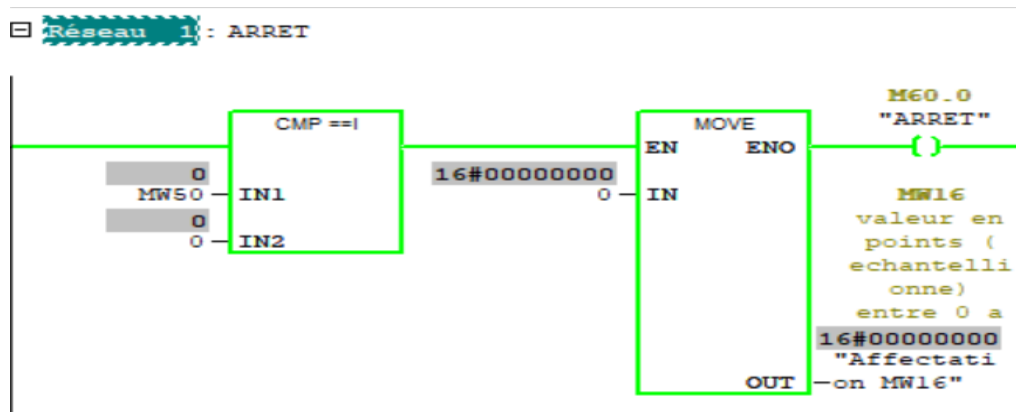 Réseau 1 : ARRET
M60.0
"ARRET"
CMP ==I
MOVE
EN ENO
0
MW50 IN1
0
0 IN2
16#00000000
0 IN
MW16
valeur en
points (
echantelli
onne)
entre 0 a
16#00000000
"Affectati
OUT on MW16"